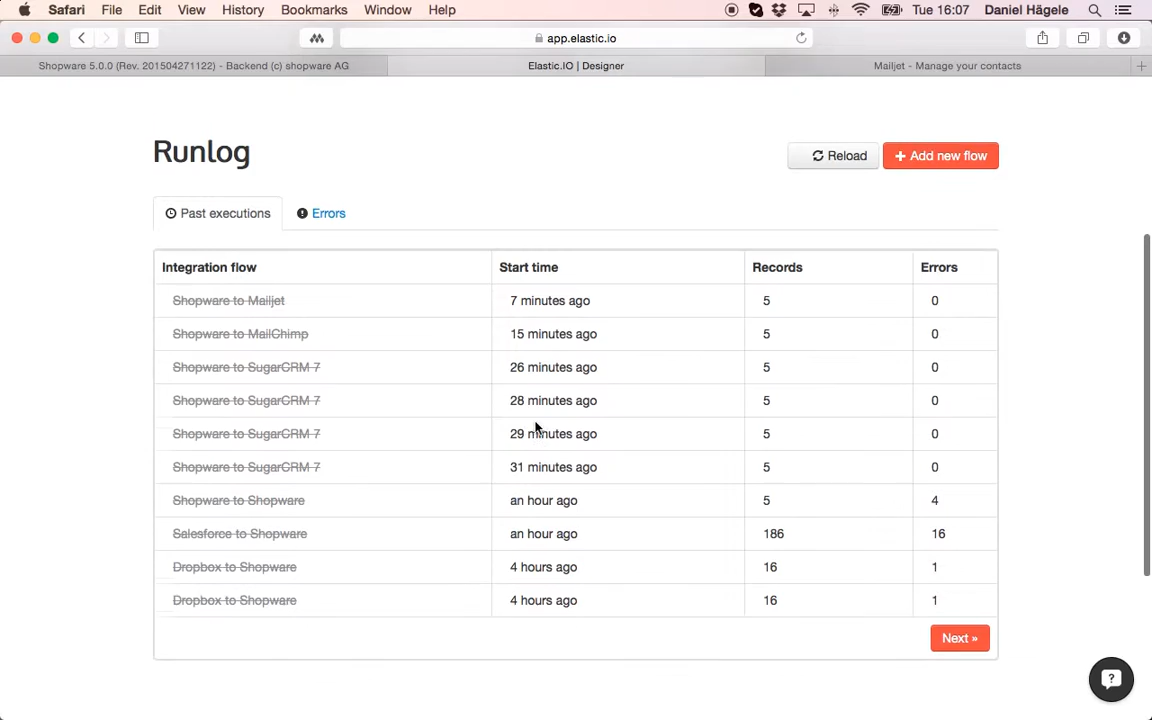 Safari File Edit View History Bookmarks Window Help Tue 16:07 Daniel Hägele
app.elastic.io
Shopware 5.0.0 (Rev. 201504271122) - Backend (c) shopware AG Elastic.IO | Designer Mailjet - Manage your contacts
Runlog
Reload + Add new flow
Past executions Errors
Integration flow Start time Records Errors
Shopware to Mailjet 7 minutes ago 5 0
Shopware to MailChimp 15 minutes ago 5 0
Shopware to SugarCRM 7 26 minutes ago 5 0
Shopware to SugarCRM 7 28 minutes ago 5 0
Shopware to SugarCRM 7 29 minutes ago 5 0
Shopware to SugarCRM 7 31 minutes ago 5 0
Shopware to Shopware an hour ago 5 4
Salesforce to Shopware an hour ago 186 16
Dropbox to Shopware 4 hours ago 16 1
Dropbox to Shopware 4 hours ago 16 1
Next »